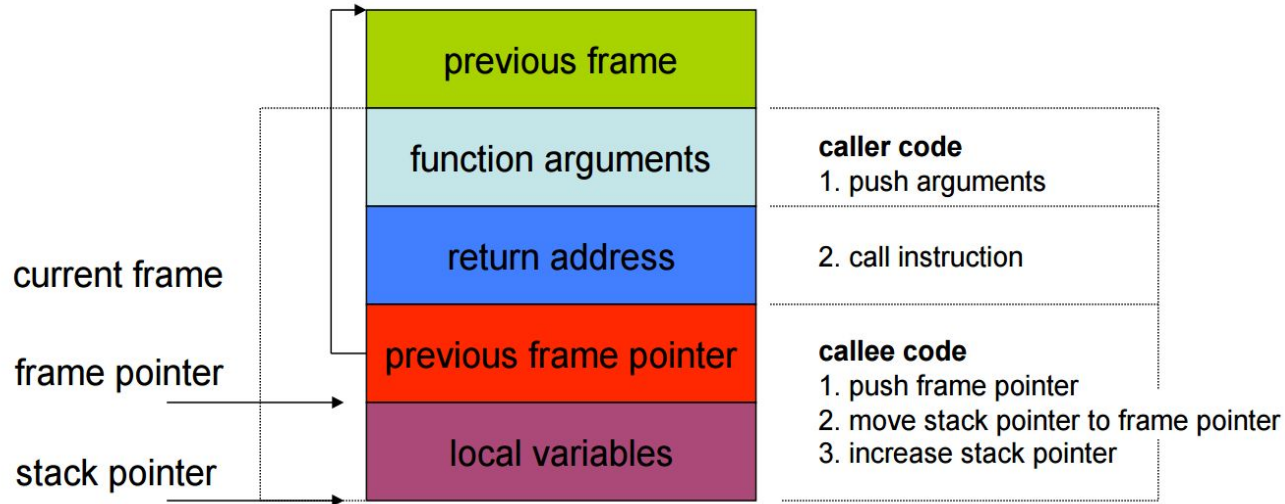 previous frame
function arguments
caller code
1. push arguments
return address
2. call instruction
current frame
previous frame pointer
frame pointer
callee code
1. push frame pointer
2. move stack pointer to frame pointer
3. increase stack pointer
local variables
stack pointer